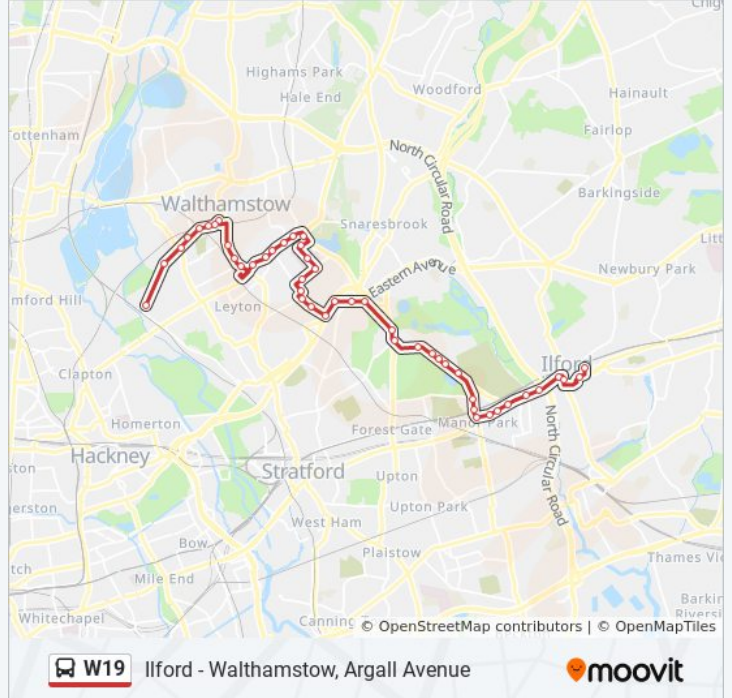 Chig
Highams Park
Woodford
Hainault
Hale End
Fairlop
ottenham
North Circular Road
Barkingside
Walthamstow
Snaresbrook
Litt
Eastern Avenue
Newbury Park
mford Hill
Leyton
Ilford
Clapton
Homerton
Forest Gate
Manor Park
North Circular Road
Hackney
Stratford
ston
Upton
gerston
Upton Park
West Ham
Bow
Plaistow
Thames Vie
tch
Mile End
Barkin
Riversi
Whitechapel
Canning T
© OpenStreetMap contributors | © OpenMapTiles
W19 Ilford - Walthamstow, Argall Avenue moovit